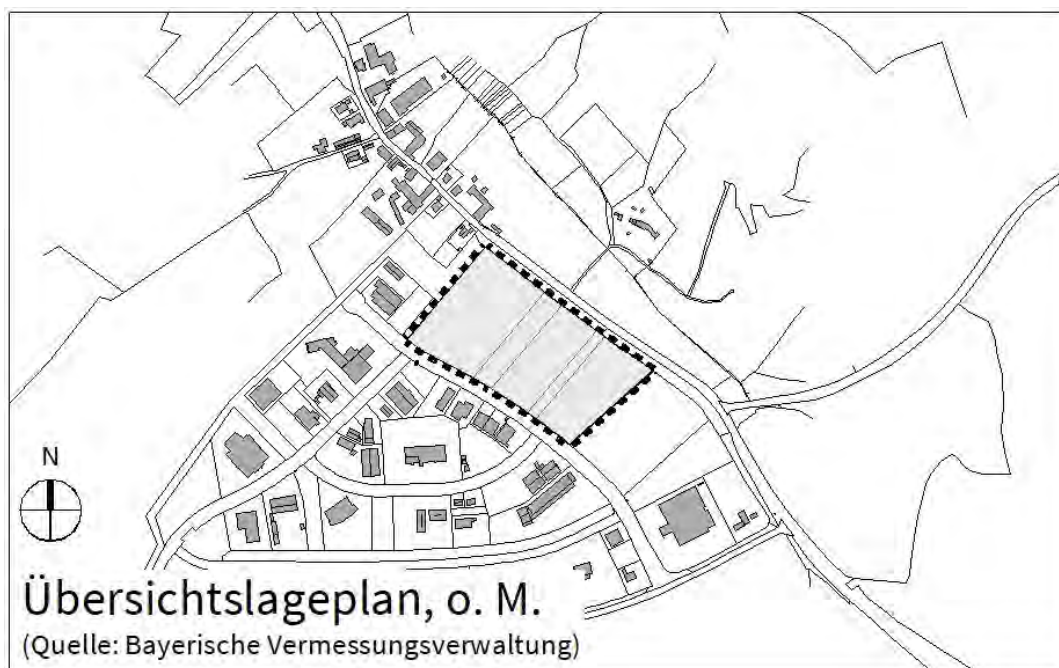 N
Übersichtslageplan, o. M.
(Quelle: Bayerische Vermessungsverwaltung)